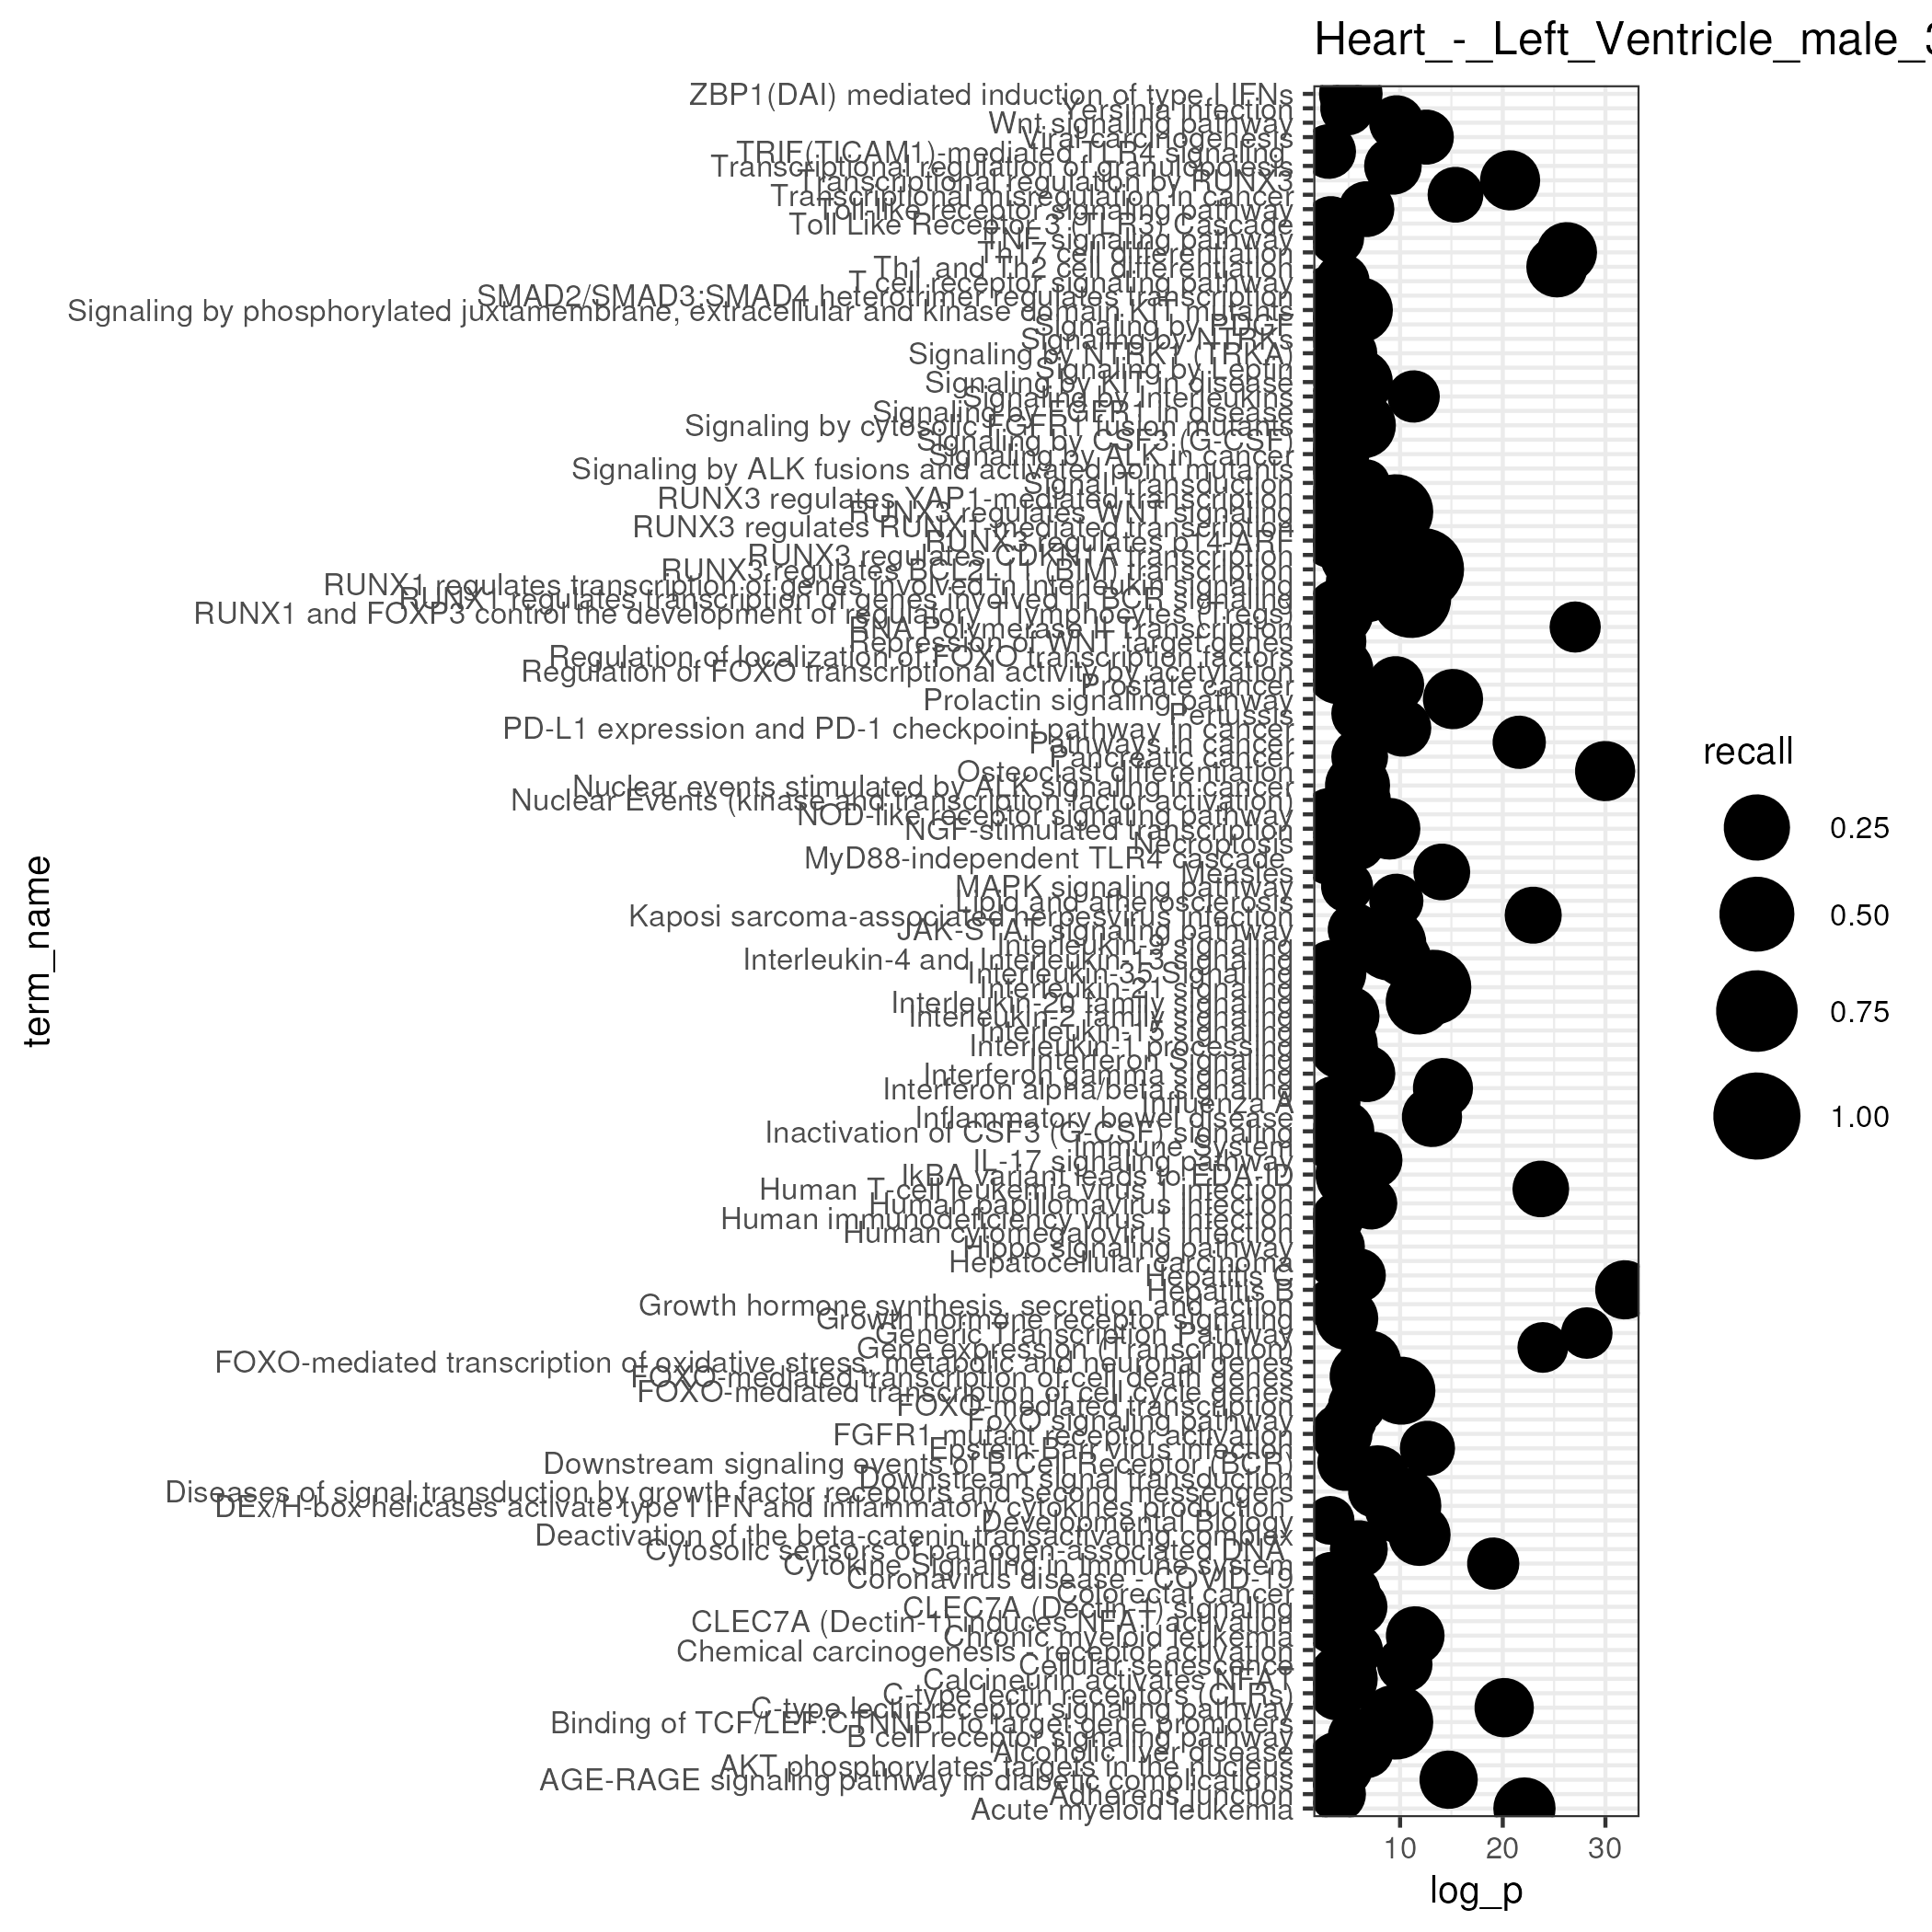 Heart_-_Left_Ventricle_male_3
term_name
ZBP1(DAI) mediated induction of type I IFNs
Yersinia infection
Wnt signaling pathway
Viral carcinogenesis
TRIF(TICAM1)-mediated TLR4 signaling
Transcriptional regulation of granulopoiesis
Transcriptional regulation by RUNX3
Transcriptional misregulation in cancer
Toll-like receptor signaling pathway
Toll Like Receptor 3 (TLR3) Cascade
TNF signaling pathway
Th17 cell differentiation
Th1 and Th2 cell differentiation
T cell receptor signaling pathway
SMAD2/SMAD3:SMAD4 heterotrimer regulates transcription
Signaling by phosphorylated juxtamembrane, extracellular and kinase domain KIT mutants
Signaling by PDGF
Signaling by NTRKs
Signaling by NTRK1 (TRKA)
Signaling by Leptin
Signaling by KIT in disease
Signaling by Interleukins
Signaling by FGFR1 in disease
Signaling by cytosolic FGFR1 fusion mutants
Signaling by CSF3 (G-CSF)
Signaling by ALK in cancer
Signaling by ALK fusions and activated point mutants
Signal Transduction
RUNX3 regulates YAP1-mediated transcription
RUNX3 regulates WNT signaling
RUNX3 regulates RUNX1-mediated transcription
RUNX3 regulates p14-ARF
RUNX3 regulates CDKN1A transcription
RUNX3 regulates BCL2L11 (BIM) transcription
RUNX1 regulates transcription of genes involved in interleukin signaling
RUNX1 regulates transcription of genes involved in BCR signaling
RUNX1 and FOXP3 control the development of regulatory T lymphocytes (Tregs)
RNA Polymerase II Transcription
Repression of WNT target genes
Regulation of localization of FOXO transcription factors
Regulation of FOXO transcriptional activity by acetylation
Prostate cancer
Prolactin signaling pathway
Pertussis
PD-L1 expression and PD-1 checkpoint pathway in cancer
Pathways in cancer
Pancreatic cancer
Osteoclast differentiation
Nuclear events stimulated by ALK signaling in cancer
Nuclear Events (kinase and transcription factor activation)
NOD-like receptor signaling pathway
NGF-stimulated transcription
Necroptosis
MyD88-independent TLR4 cascade
Measles
MAPK signaling pathway
Lipid and atherosclerosis
Kaposi sarcoma-associated herpesvirus infection
JAK-STAT signaling pathway
Interleukin-9 signaling
Interleukin-4 and Interleukin-13 signaling
Interleukin-35 Signalling
Interleukin-21 signaling
Interleukin-20 family signaling
Interleukin-2 family signaling
Interleukin-15 signaling
Interleukin-1 processing
Interferon Signaling
Interferon gamma signaling
Interferon alpha/beta signaling
Influenza A
Inflammatory bowel disease
Inactivation of CSF3 (G-CSF) signaling
Immune System
IL-17 signaling pathway
IkBA variant leads to EDA-ID
Human T-cell leukemia virus 1 infection
Human papillomavirus infection
Human immunodeficiency virus 1 infection
Human cytomegalovirus infection
Hippo signaling pathway
Hepatocellular carcinoma
Hepatitis C
Hepatitis B
Growth hormone synthesis, secretion and action
Growth hormone receptor signaling
Generic Transcription Pathway
Gene expression (Transcription)
FOXO-mediated transcription of oxidative stress, metabolic and neuronal genes
FOXO-mediated transcription of cell death genes
FOXO-mediated transcription of cell cycle genes
FOXO-mediated transcription
FoxO signaling pathway
FGFR1 mutant receptor activation
Epstein-Barr virus infection
Downstream signaling events of B Cell Receptor (BCR)
Downstream signal transduction
Diseases of signal transduction by growth factor receptors and second messengers
DEx/H-box helicases activate type I IFN and inflammatory cytokines production
Developmental Biology
Deactivation of the beta-catenin transactivating complex
Cytosolic sensors of pathogen-associated DNA
Cytokine Signaling in Immune system
Coronavirus disease - COVID-19
Colorectal cancer
CLEC7A (Dectin-1) signaling
CLEC7A (Dectin-1) induces NFAT activation
Chronic myeloid leukemia
Chemical carcinogenesis - receptor activation
Cellular senescence
Calcineurin activates NFAT
C-type lectin receptors (CLRs)
C-type lectin receptor signaling pathway
Binding of TCF/LEF:CTNNB1 to target gene promoters
B cell receptor signaling pathway
Alcoholic liver disease
AKT phosphorylates targets in the nucleus
AGE-RAGE signaling pathway in diabetic complications
Adherens junction
Acute myeloid leukemia
10
20
30
log_p
recall
0.25
0.50
0.75
1.00